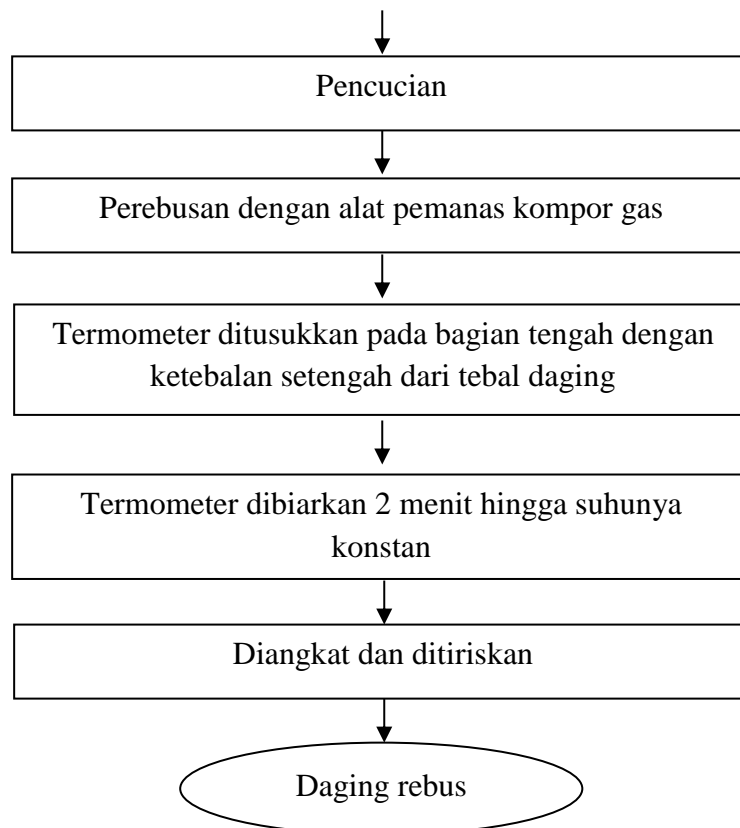 Pencucian
Perebusan dengan alat pemanas kompor gas
Termometer ditusukkan pada bagian tengah dengan
ketebalan setengah dari tebal daging
Termometer dibiarkan 2 menit hingga suhunya
konstan
Diangkat dan ditiriskan
Daging rebus